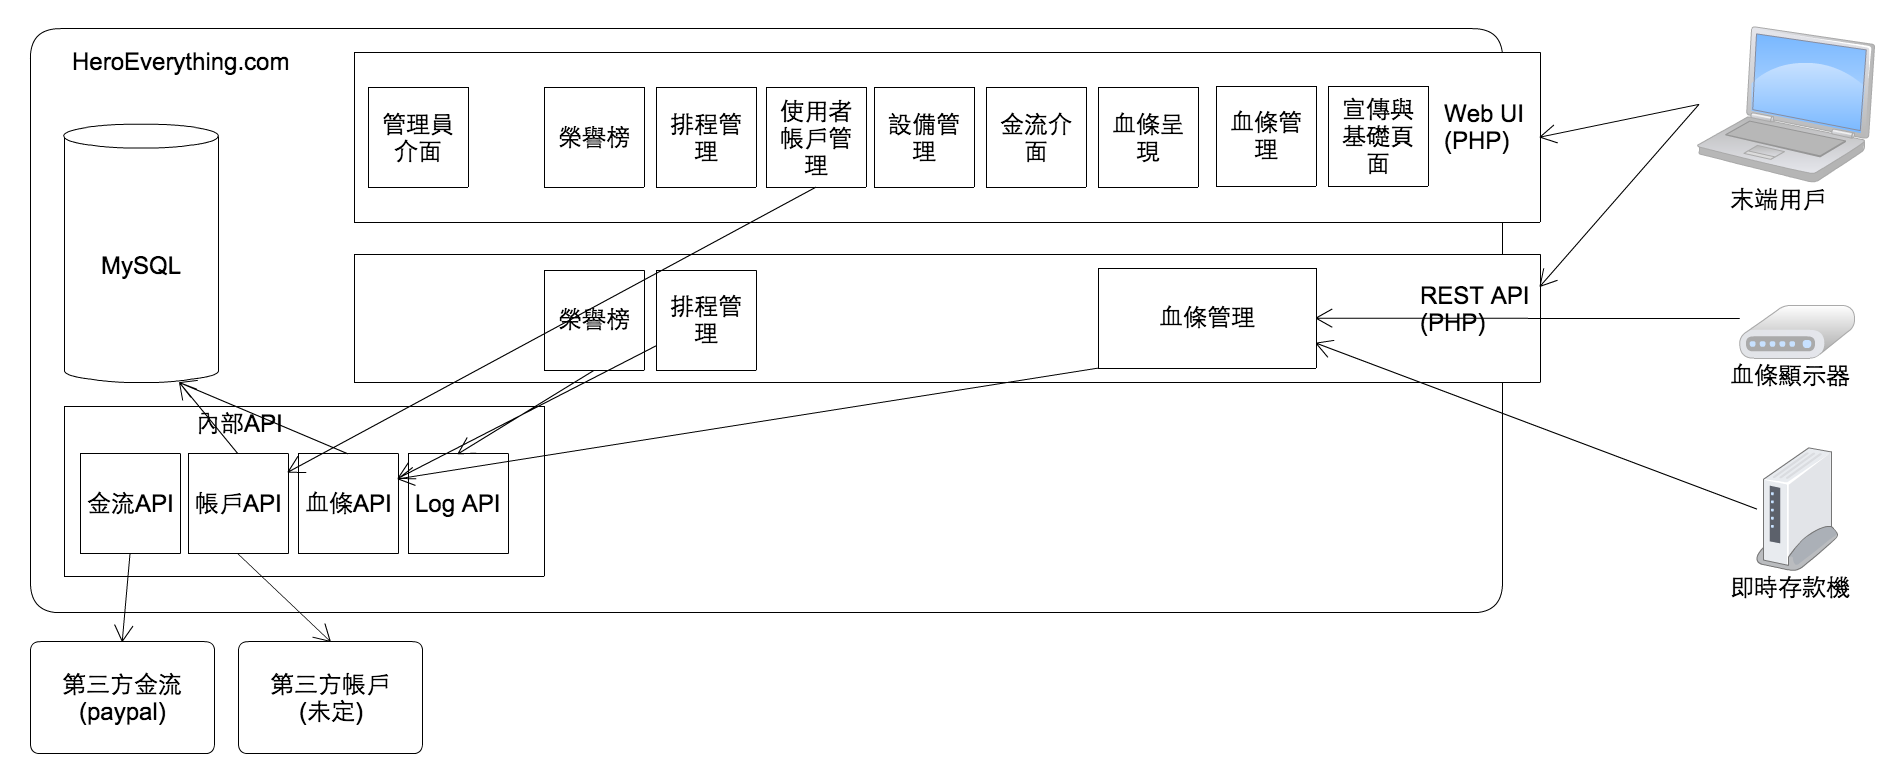 HeroEverything.com
管理員
介面
榮譽榜
排程管
理
使用者
帳戶管
理
設備管
理
金流介
面
血條呈
現
血條管
理
宣傳與
基礎頁
面
Web UI
(PHP)
末端用戶
MySQL
榮譽榜
排程管
理
血條管理
REST API
(PHP)
血條顯示器
內部API
金流API
帳戶API
血條API
Log API
即時存款機
第三方金流
(paypal)
第三方帳戶
(未定)